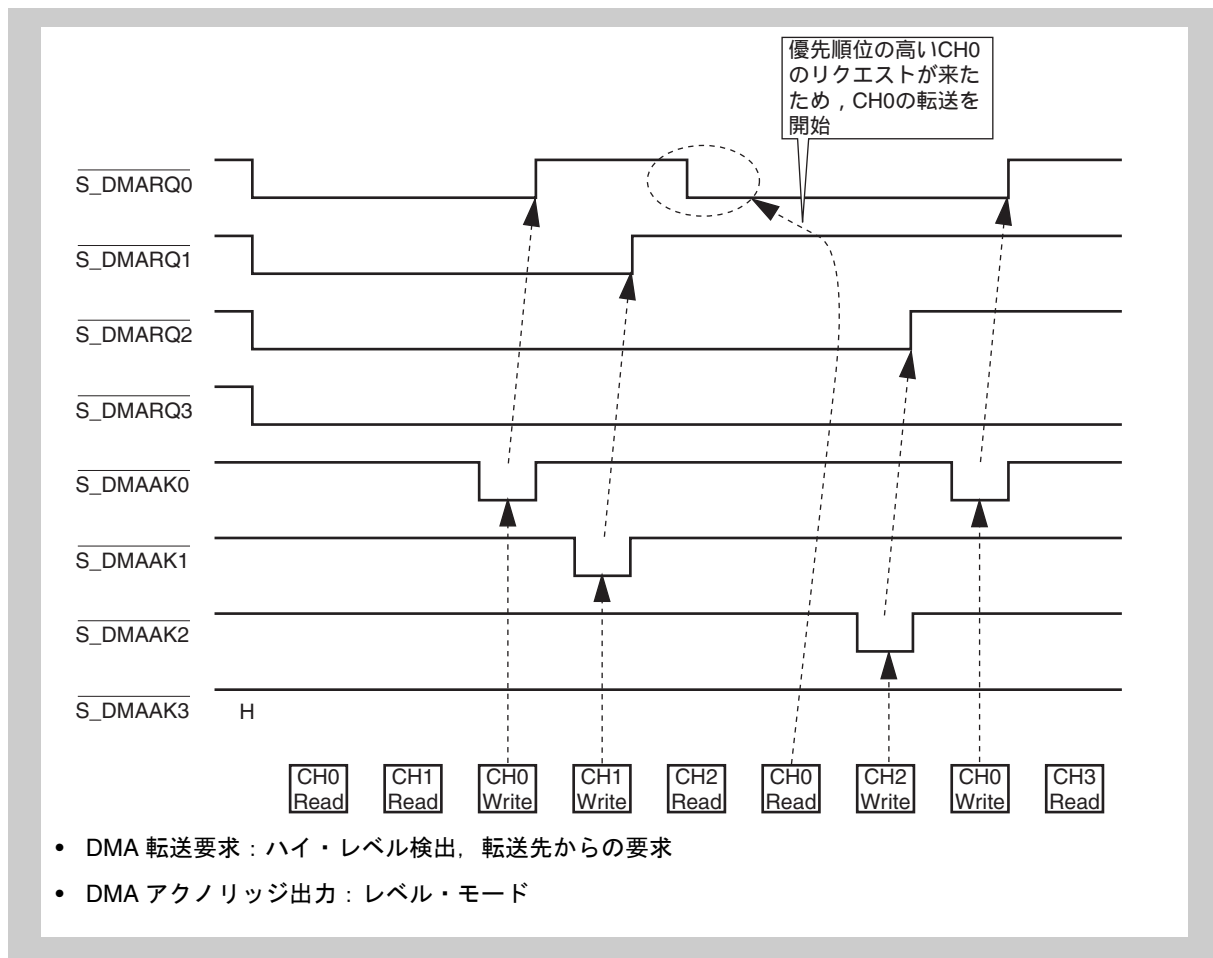 優先順位の高いCH0
のリクエストが来た
ため，CH0の転送を
開始
S_DMARQ0
S_DMARQ1
S_DMARQ2
S_DMARQ3
S_DMAAK0
S_DMAAK1
S_DMAAK2
S_DMAAK3 H
CH0 CH1 CH0 CH1 CH2 CH0 CH2 CH0 CH3
Read Read Write Write Read Read Write Write Read
• DMA 転送要求：ハイ・レベル検出，転送先からの要求
• DMA アクノリッジ出力：レベル・モード